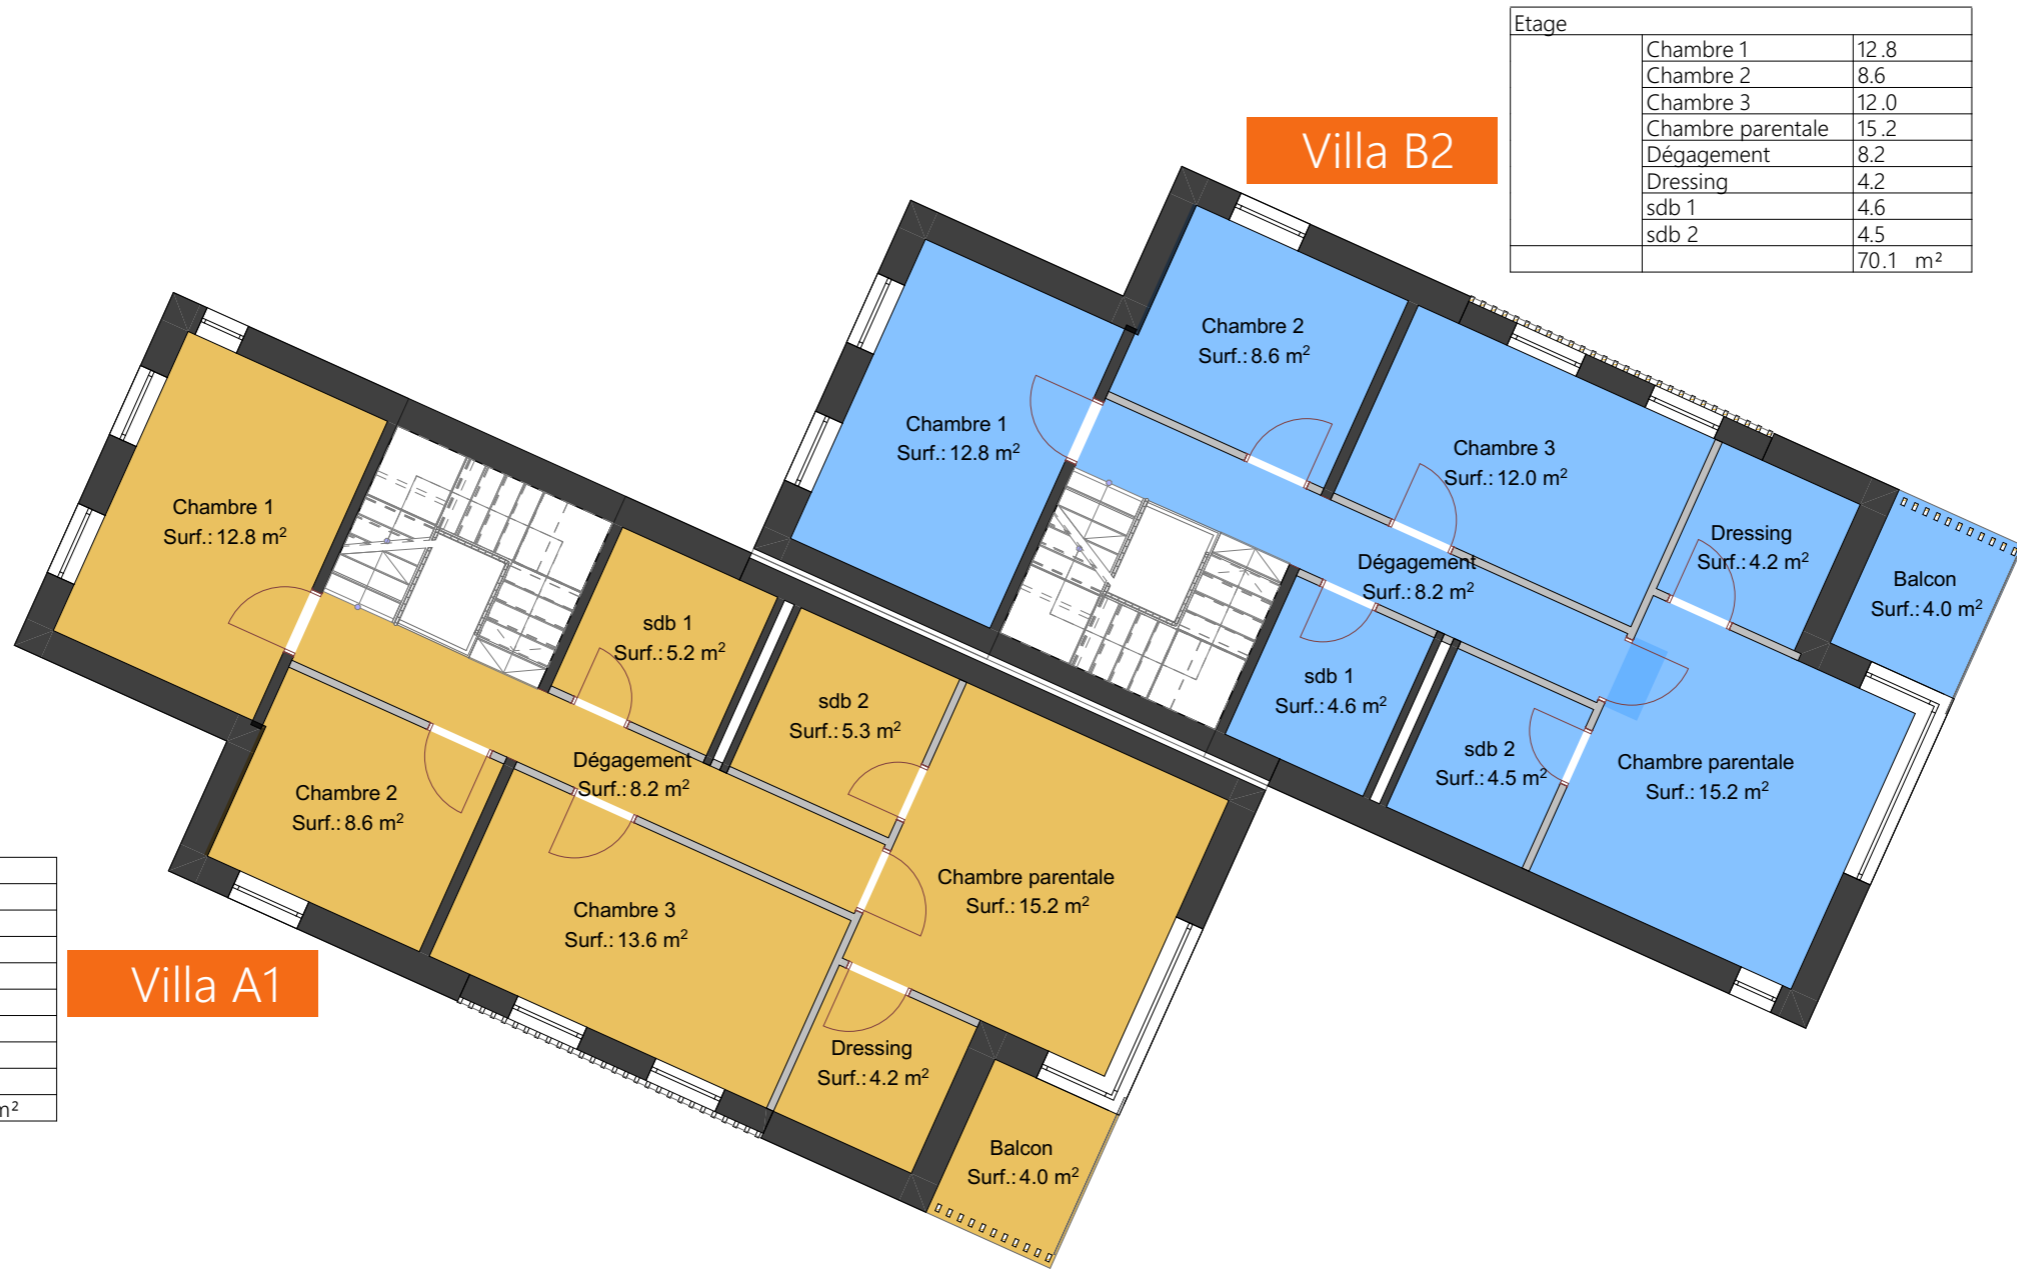 Etage
Chambre 1 12.8
Chambre 2 8.6
Chambre 3 12.0
Chambre parentale 15.2
Dégagement 8.2
Dressing 4.2
sdb 1 4.6
sdb 2 4.5
70.1 m²
Villa B2
Chambre 2
Surf.: 8.6 m²
Chambre 1
Surf.: 12.8 m²
Chambre 3
Surf.: 12.0 m²
Dressing
Surf.: 4.2 m²
Balcon
Surf.: 4.0 m²
Dégagement
Surf.: 8.2 m²
sdb 1
Surf.: 4.6 m²
sdb 2
Surf.: 4.5 m²
Chambre parentale
Surf.: 15.2 m²
Chambre 1
Surf.: 12.8 m²
sdb 1
Surf.: 5.2 m²
sdb 2
Surf.: 5.3 m²
Dégagement
Surf.: 8.2 m²
Chambre 2
Surf.: 8.6 m²
Chambre 3
Surf.: 13.6 m²
Chambre parentale
Surf.: 15.2 m²
Dressing
Surf.: 4.2 m²
Balcon
Surf.: 4.0 m²
Villa A1
m²